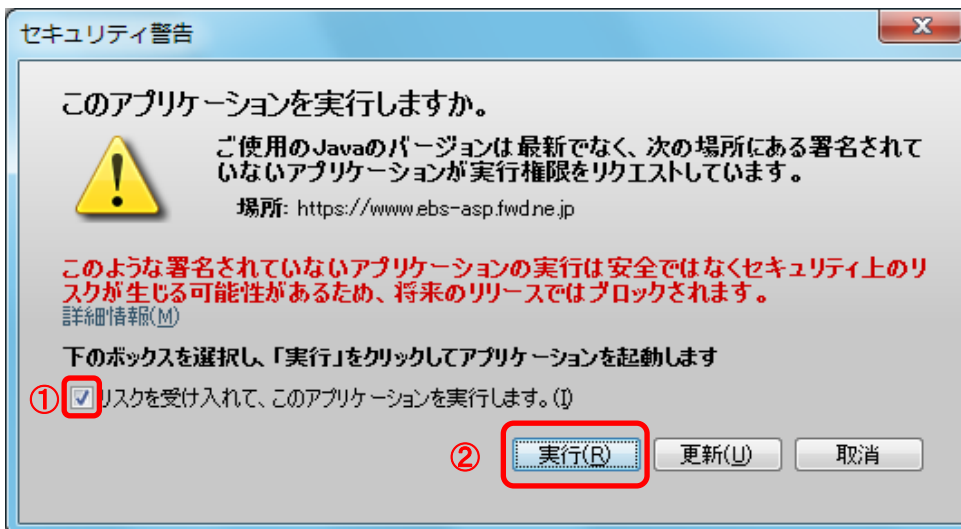 セキュリティ警告
このアプリケーションを実行しますか。
ご使用のJavaのバージョンは最新でなく、次の場所にある署名されて
いないアプリケーションが実行権限をリクエストしています。
場所: https://www.ebs-asp.fwd.ne.jp
このような署名されていないアプリケーションの実行は安全ではなくセキュリティ上のリ
スクが生じる可能性があるため、将来のリリースではブロックされます。
詳細情報(M)
下のボックスを選択し、「実行」をクリックしてアプリケーションを起動します
① リスクを受け入れて、このアプリケーションを実行します。(I)
② 実行(R) 更新(U) 取消